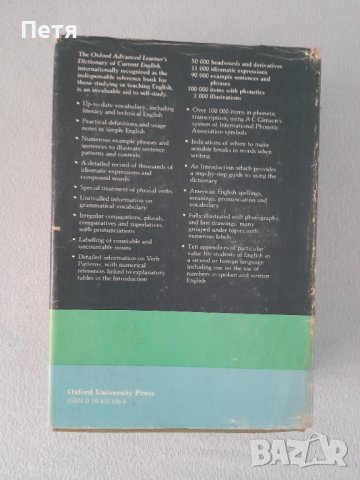 Петя
The Oxford Advanced Learner's
Dictionary of Current English,
internationally recognized as the
indispensable reference book for
those studying or teaching English,
is an invaluable aid to self-study.
• Up-to-date vocabulary, including
literary and technical English
• Practical definitions and usage
notes in simple English
• Numerous example phrases and
sentences to illustrate sentence
patterns and contexts
• A detailed record of thousands of
idiomatic expressions and
compound words
• Special treatment of phrasal verbs
• Unrivalled information on
grammatical vocabulary
• Irregular conjugations, plurals,
comparatives and superlatives
with pronunciations
• Labelling of countable and
uncountable nouns
• Detailed information on Verb
Patterns, with numerical
references linked to explanatory
tables in the Introduction
50 000 headwords and derivatives
11 000 idiomatic expressions
90 000 example sentences and
phrases
100 000 items with phonetics
1 000 illustrations
• Over 100 000 items in phonetic
transcription, using A C Gimson's
system of International Phonetic
Association symbols
• Indications of where to make
sensible breaks in words when
writing
• An Introduction which provides
a step-by-step guide to using the
dictionary
• American English spellings,
meanings, pronunciation and
vocabulary
• Fully illustrated with photographs
and line drawings, many
grouped under topics with
numerous labels
• Ten appendices of particular
value for students of English as
a second or foreign language
including one on the use of
numbers in spoken and written
English
Oxford University Press
ISBN 0 19 431106 6
BAZAR.bg